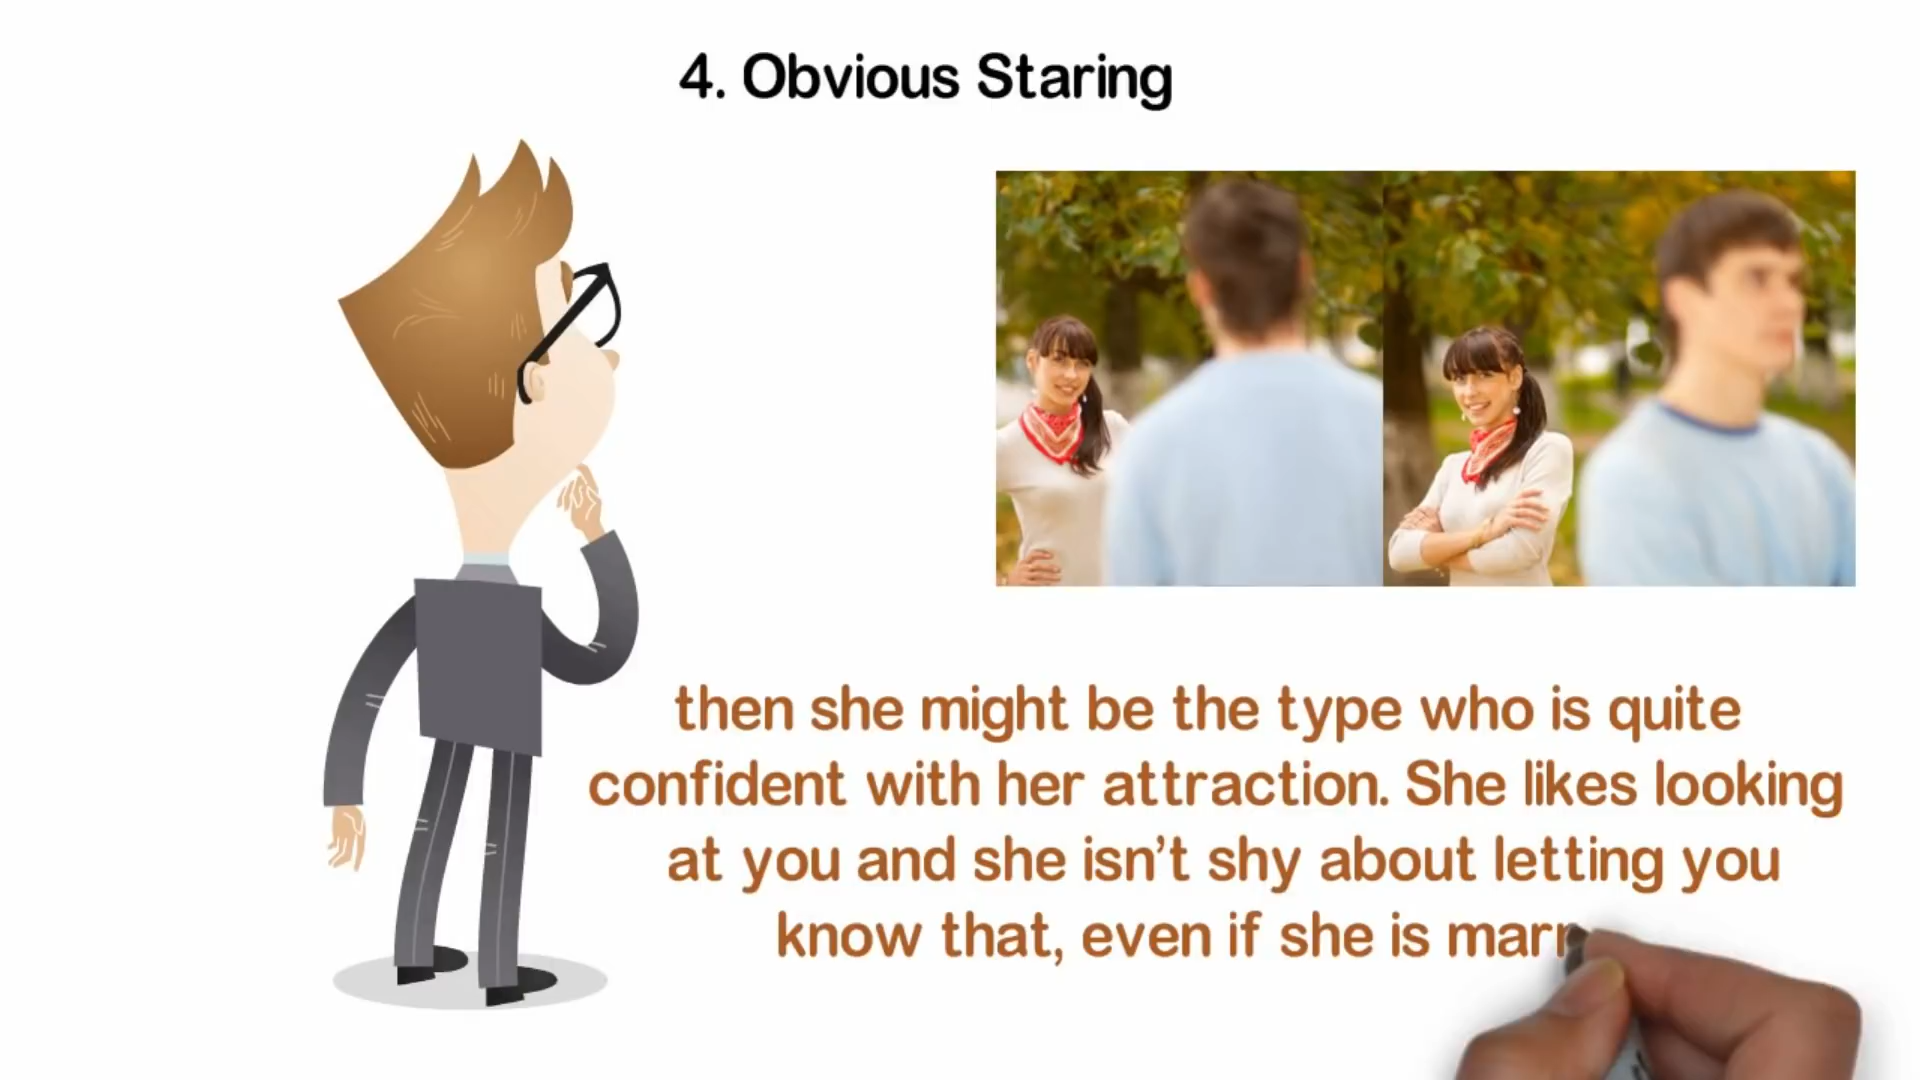 4. Obvious Staring
then she might be the type who is quite
confident with her attraction. She likes looking
at you and she isn't shy about letting you
know that, even if she is marr